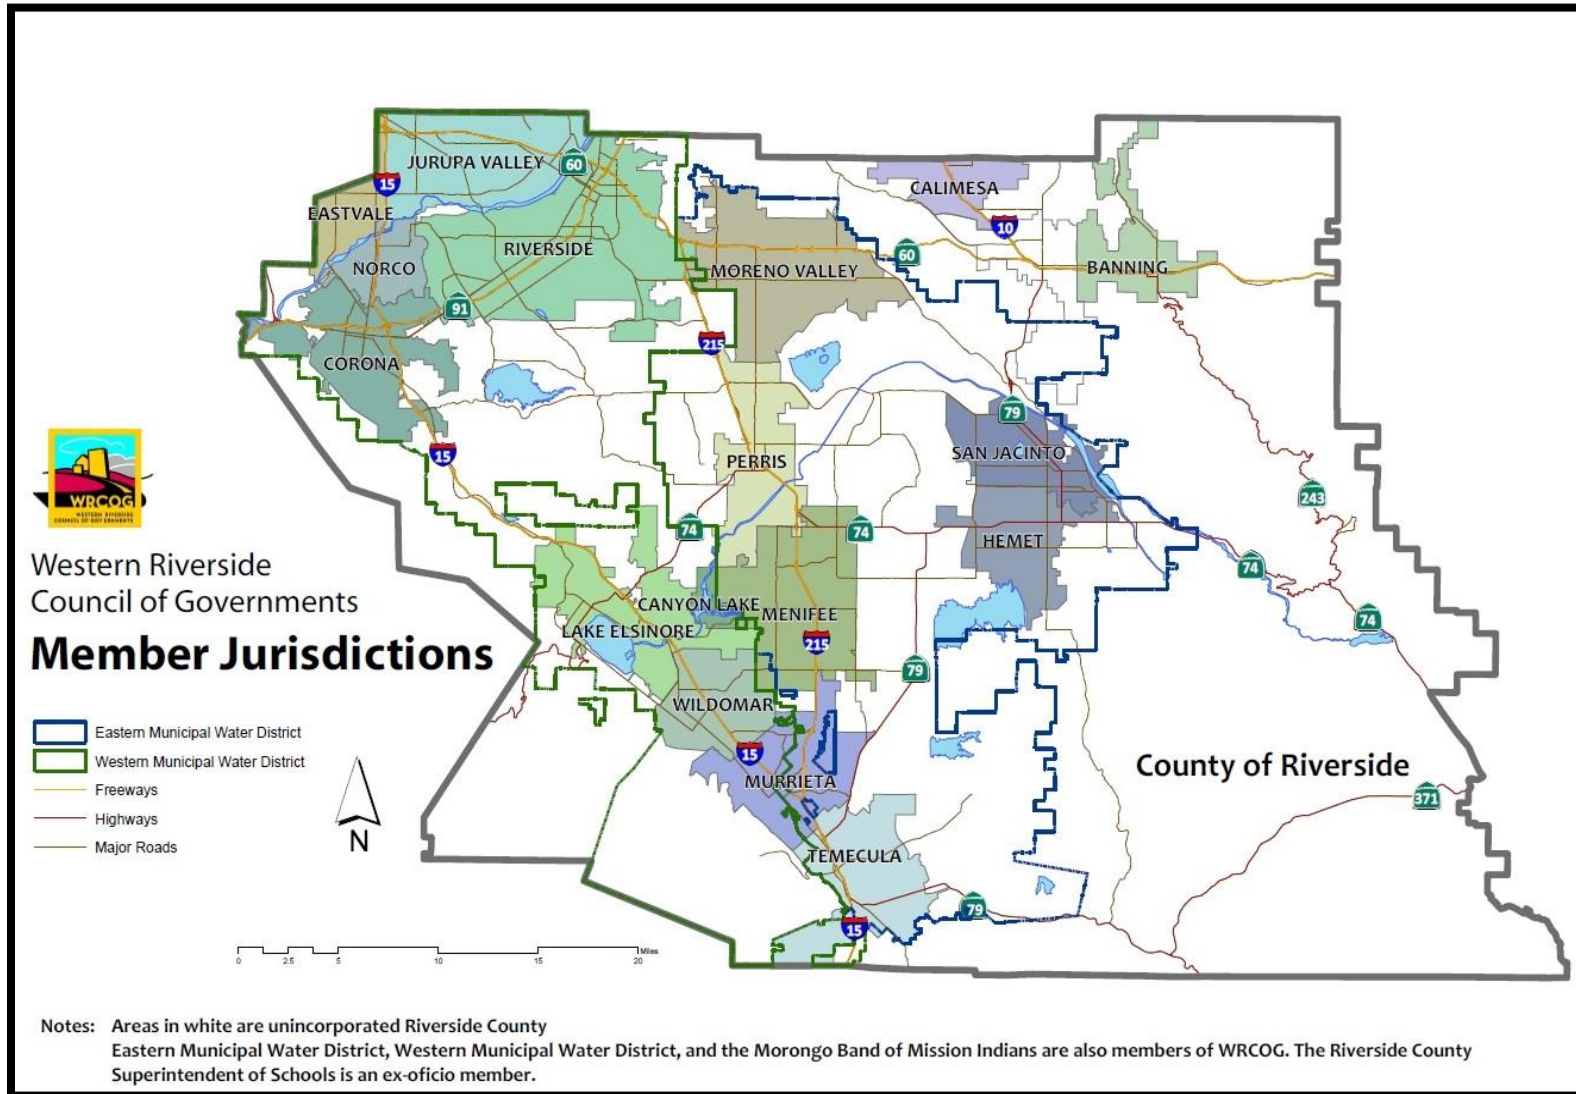 JURUPA VALLEY
60
15
EASTVALE
CALIMESA
10
RIVERSIDE
60
NORCO
MORENO VALLEY
BANNING
91
215
CORONA
79
15
PERRIS
SAN JACINTO
243
WRCOG
WESTERN RIVERSIDE
COUNCIL OF GOVERNMENTS
74
74
HEMET
74
Western Riverside
Council of Governments
Member Jurisdictions
CANYON LAKE
MENIFEE
LAKE ELSINORE
215
74
79
WILDOMAR
Eastern Municipal Water District
Western Municipal Water District
Freeways
Highways
Major Roads
N
15
MURRIETA
County of Riverside
371
TEMECULA
79
15
Miles
0 2.5 5 10 15 20
Notes: Areas in white are unincorporated Riverside County
Eastern Municipal Water District, Western Municipal Water District, and the Morongo Band of Mission Indians are also members of WRCOG. The Riverside County
Superintendent of Schools is an ex-oficio member.